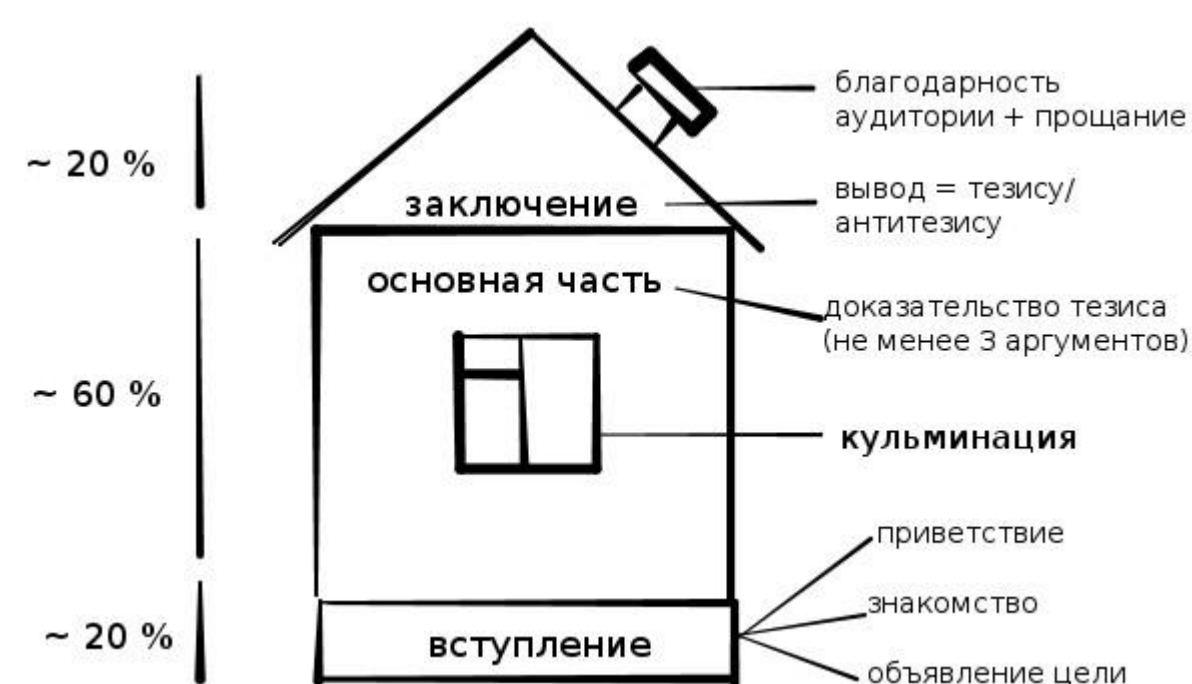 благодарность
аудитории + прощание
~ 20 %
вывод = тезису/
антитезису
заключение
основная часть
доказательство тезиса
(не менее 3 аргументов)
~ 60 %
кульминация
приветствие
знакомство
~ 20 %
вступление
объявление цели